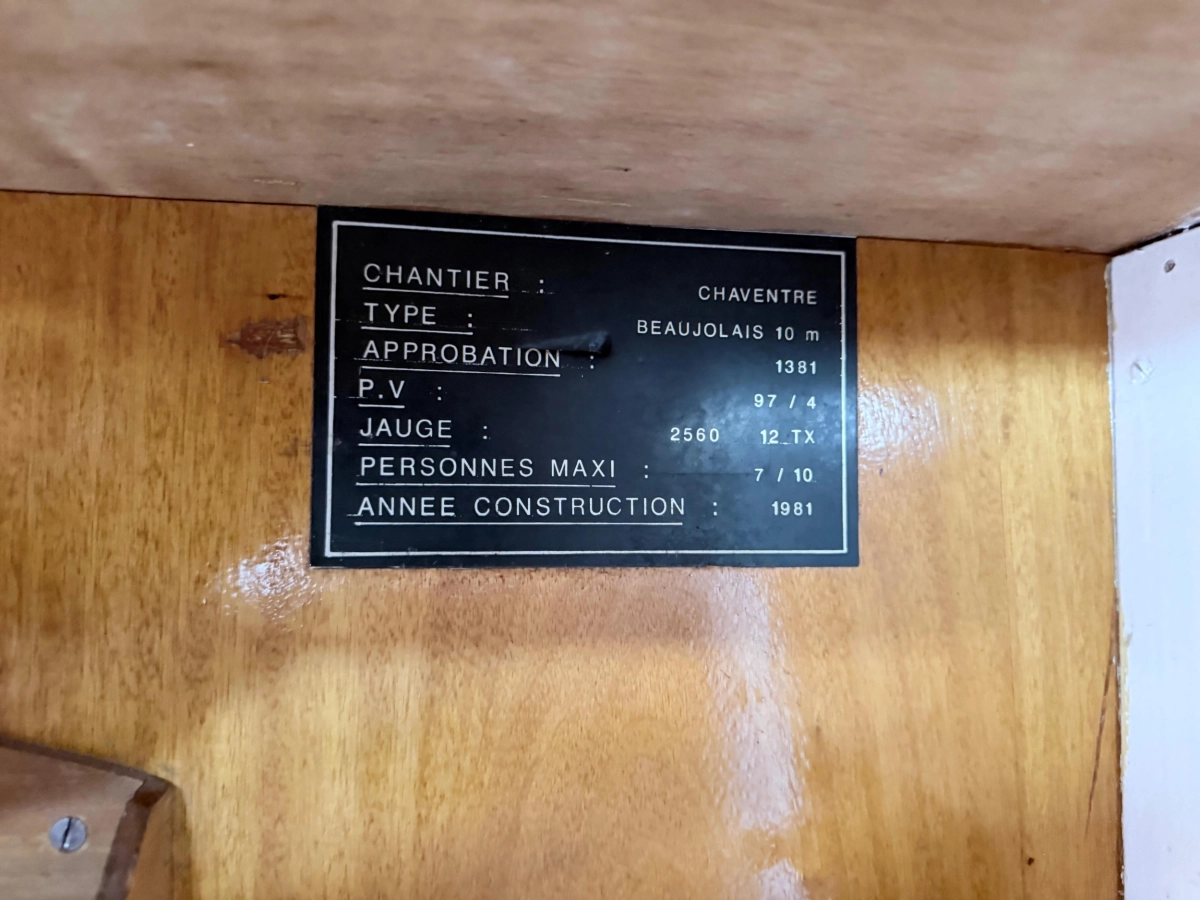 CHANTIER : CHAVENTRE
TYPE : BEAUJOLAIS 10 m
APPROBATION : 1381
P.V : 97 / 4
JAUGE : 2560 12 TX
PERSONNES MAXI : 7 / 10
ANNEE CONSTRUCTION : 1981